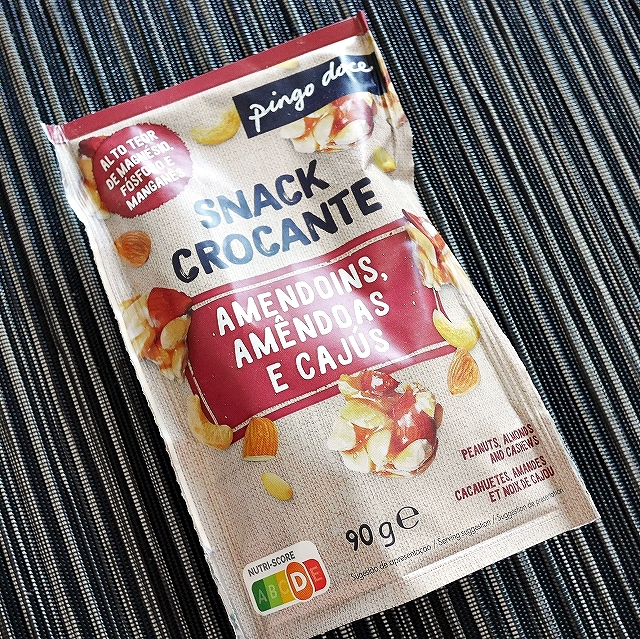 pingo doce
ALTO TEOR
DE MAGNÉSIO,
FÓSFORO E
MANGANÊS
SNACK
CROCANTE
AMENDOINS,
AMÊNDOAS
E CAJÚS
PEANUTS, ALMONDS
AND CASHEWS
CACAHUETES, AMANDES
ET NOIX DE CAJOU
90 g e
Sugestão de apresentação / Serving suggestion / Suggestion de présentation
NUTRI-SCORE
A B C D E